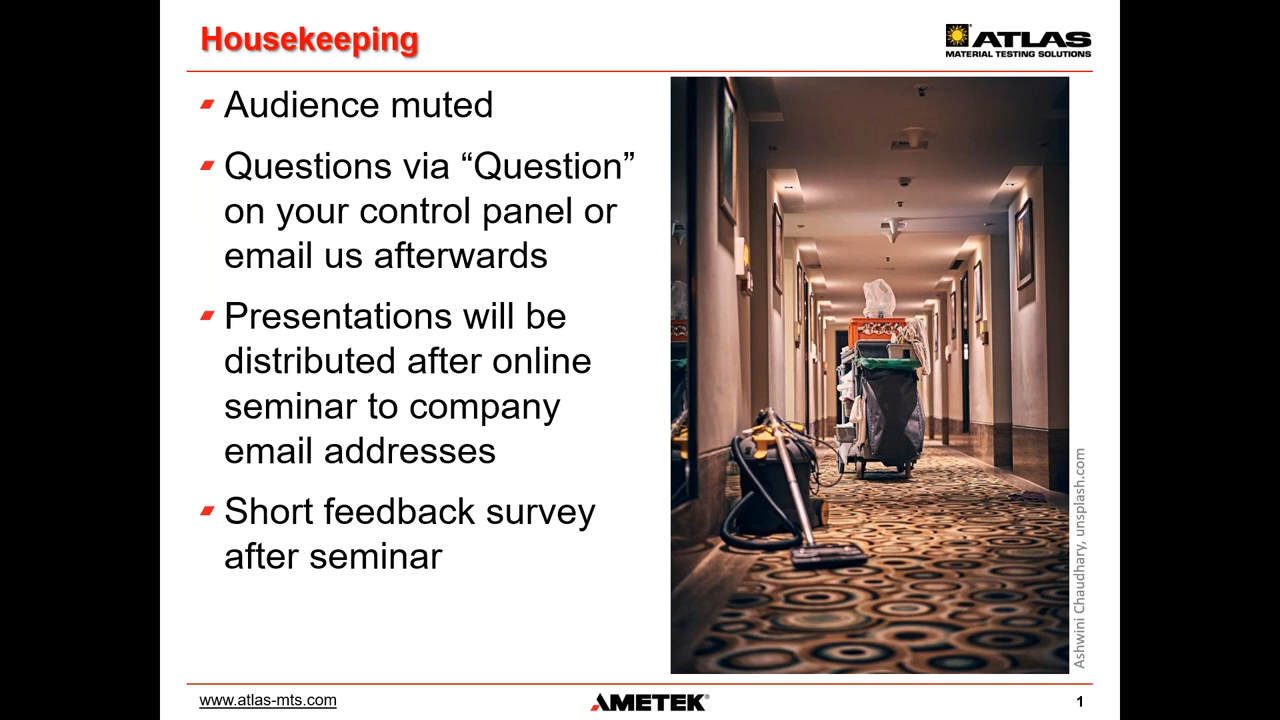 Housekeeping
ATLAS
MATERIAL TESTING SOLUTIONS
Audience muted
Questions via “Question”
on your control panel or
email us afterwards
Presentations will be
distributed after online
seminar to company
email addresses
Short feedback survey
after seminar
Ashwini Chaudhary, unsplash.com
www.atlas-mts.com
AMETEK®
1